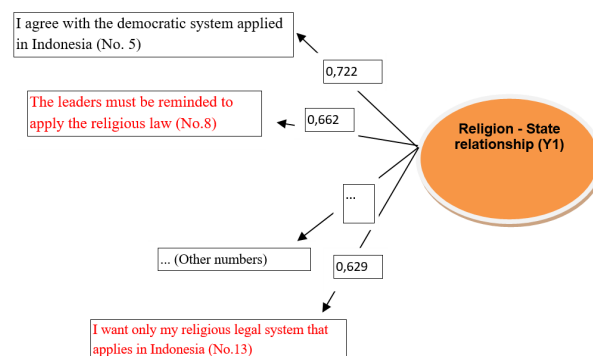 I agree with the democratic system applied
in Indonesia (No. 5)
0,722
The leaders must be reminded to
apply the religious law (No.8)
0,662
Religion - State
relationship (Y1)
...
... (Other numbers)
0,629
I want only my religious legal system that
applies in Indonesia (No.13)